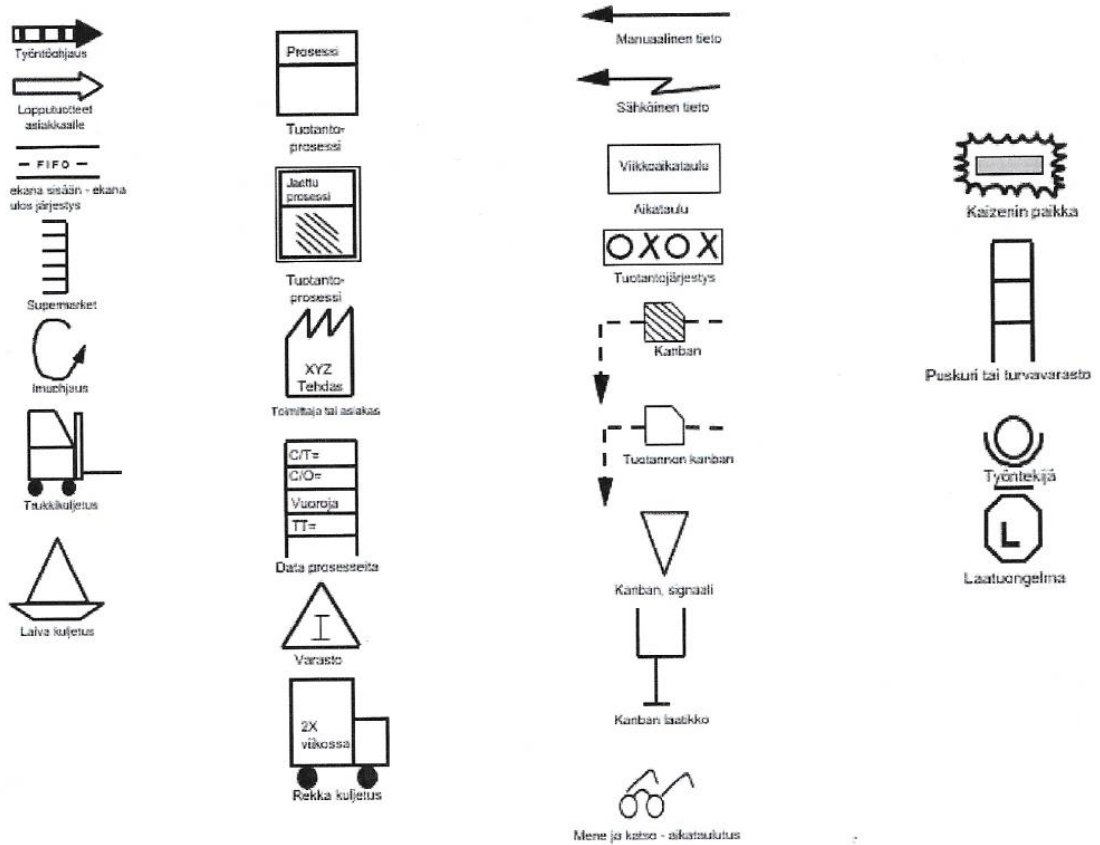 Työntöohjaus
Lopputuotteet
asiakkaalle
FIFO
ekana sisään - ekana
ulos järjestys
Supermarket
Imuohjaus
Trukkikuljetus
Laiva kuljetus
Prosessi
Tuotanto-
prosessi
Jaettu
prosessi
Tuotanto-
prosessi
XYZ
Tehdas
Toimittaja tai asiakas
C/T=
C/O=
Vuoroja
TT=
Data prosesseita
I
Varasto
2X
viikossa
Rekka kuljetus
Manuaalinen tieto
Sähköinen tieto
Viikkoaikataulu
Aikataulu
OXOX
Tuotantojärjestys
Kanban
Tuotannon kanban
Kanban, signaali
Kanban laatikko
Mene ja katso - aikataulutus
Kaizenin paikka
Puskuri tai turvavarasto
Työntekijä
L
Laatuongelma